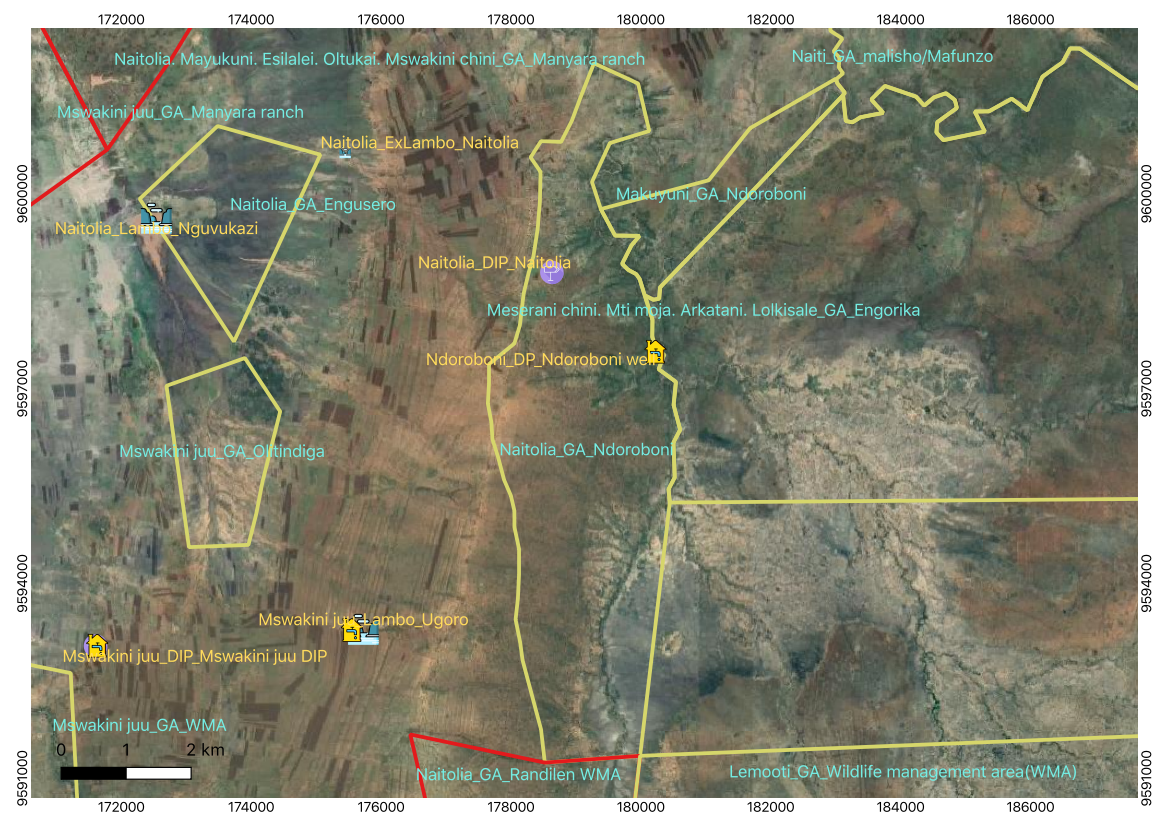 172000 174000 176000 178000 180000 182000 184000 186000
Naitolia. Mayukuni. Esilalei. Oltukai. Mswakini chini_GA_Manyara ranch
Naiti_GA_malisho/Mafunzo
Mswakini juu_GA_Manyara ranch
Naitolia_ExLambo_Naitolia
9600000
9600000
Makuyuni_GA_Ndoroboni
Naitolia_GA_Engusero
Naitolia_Lambo_Nguvukazi
Naitolia_DIP_Naitolia
Meserani chini. Mti moja. Arkatani. Lolkisale_GA_Engorika
Ndoroboni_DP_Ndoroboni well
9597000
9597000
Naitolia_GA_Ndoroboni
Mswakini juu_GA_Oltindiga
9594000
9594000
Mswakini juu_Lambo_Ugoro
Mswakini juu_DIP_Mswakini juu DIP
Mswakini juu_GA_WMA
0 1 2 km
Naitolia_GA_Randilen WMA
Lemooti_GA_Wildlife management area(WMA)
9591000
9591000
172000 174000 176000 178000 180000 182000 184000 186000